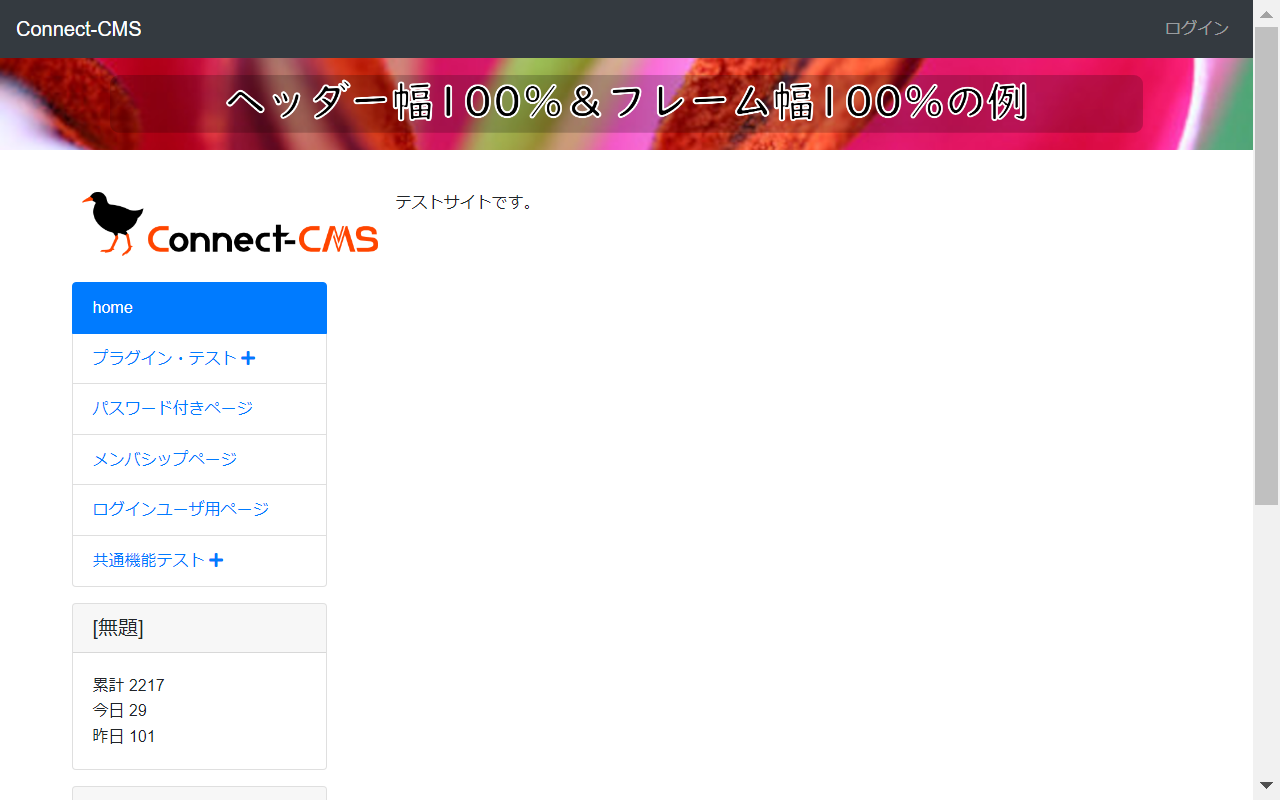 Connect-CMS
ログイン
ヘッダー幅100%＆フレーム幅100%の例
Connect-CMS
テストサイトです。
home
プラグイン・テスト
パスワード付きページ
メンバシップページ
ログインユーザ用ページ
共通機能テスト
[無題]
累計 2217
今日 29
昨日 101